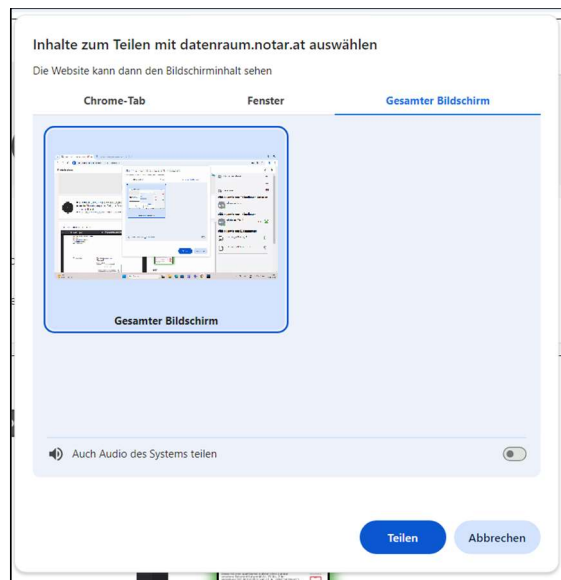 Inhalte zum Teilen mit datenraum.notar.at auswählen
Die Website kann dann den Bildschirminhalt sehen
Chrome-Tab Fenster Gesamter Bildschirm
Gesamter Bildschirm
Auch Audio des Systems teilen
Teilen Abbrechen